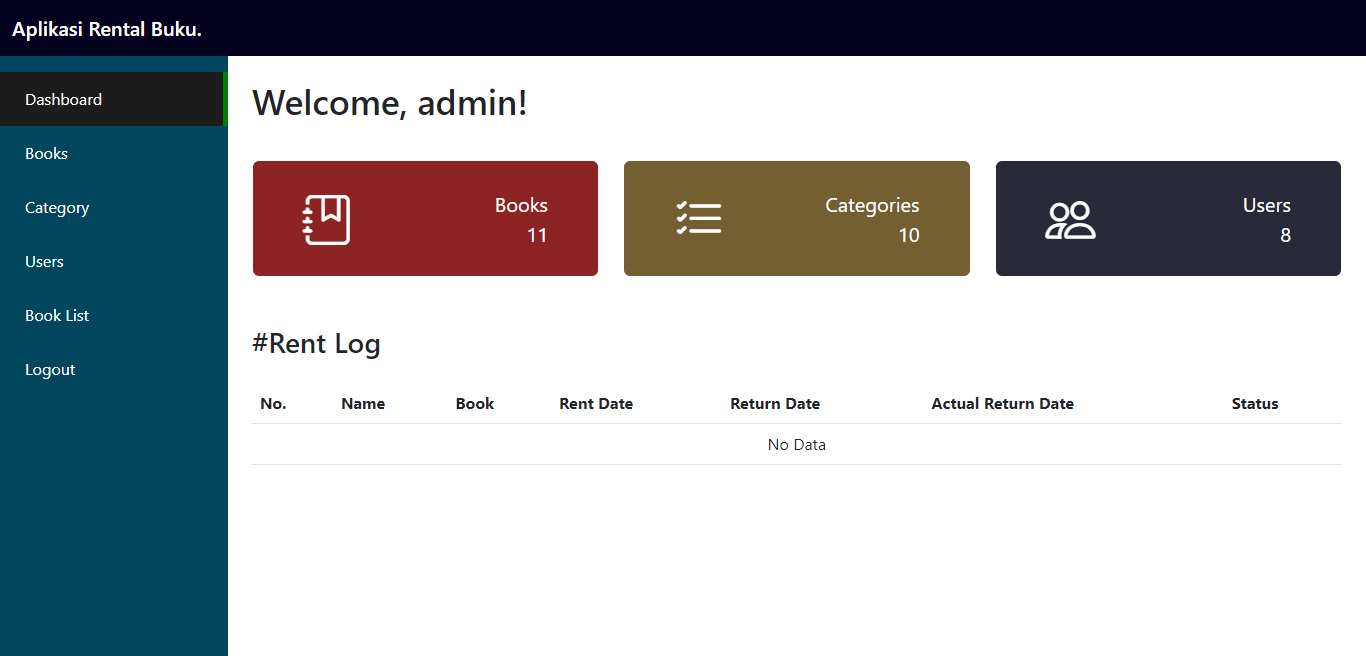 Aplikasi Rental Buku.
Dashboard
Books
Category
Users
Book List
Logout
Welcome, admin!
Books
11
Categories
10
Users
8
#Rent Log
No. Name Book Rent Date Return Date Actual Return Date Status
No Data